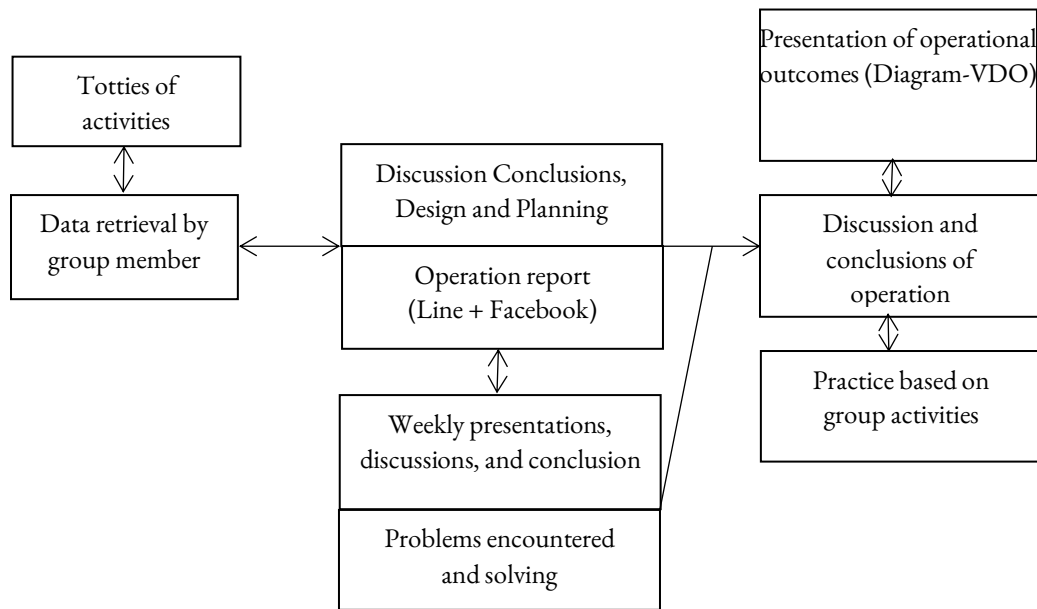 Totties of
activities
Data retrieval by
group member
Discussion Conclusions,
Design and Planning
Operation report
(Line + Facebook)
Weekly presentations,
discussions, and conclusion
Problems encountered
and solving
Presentation of operational
outcomes (Diagram-VDO)
Discussion and
conclusions of
operation
Practice based on
group activities